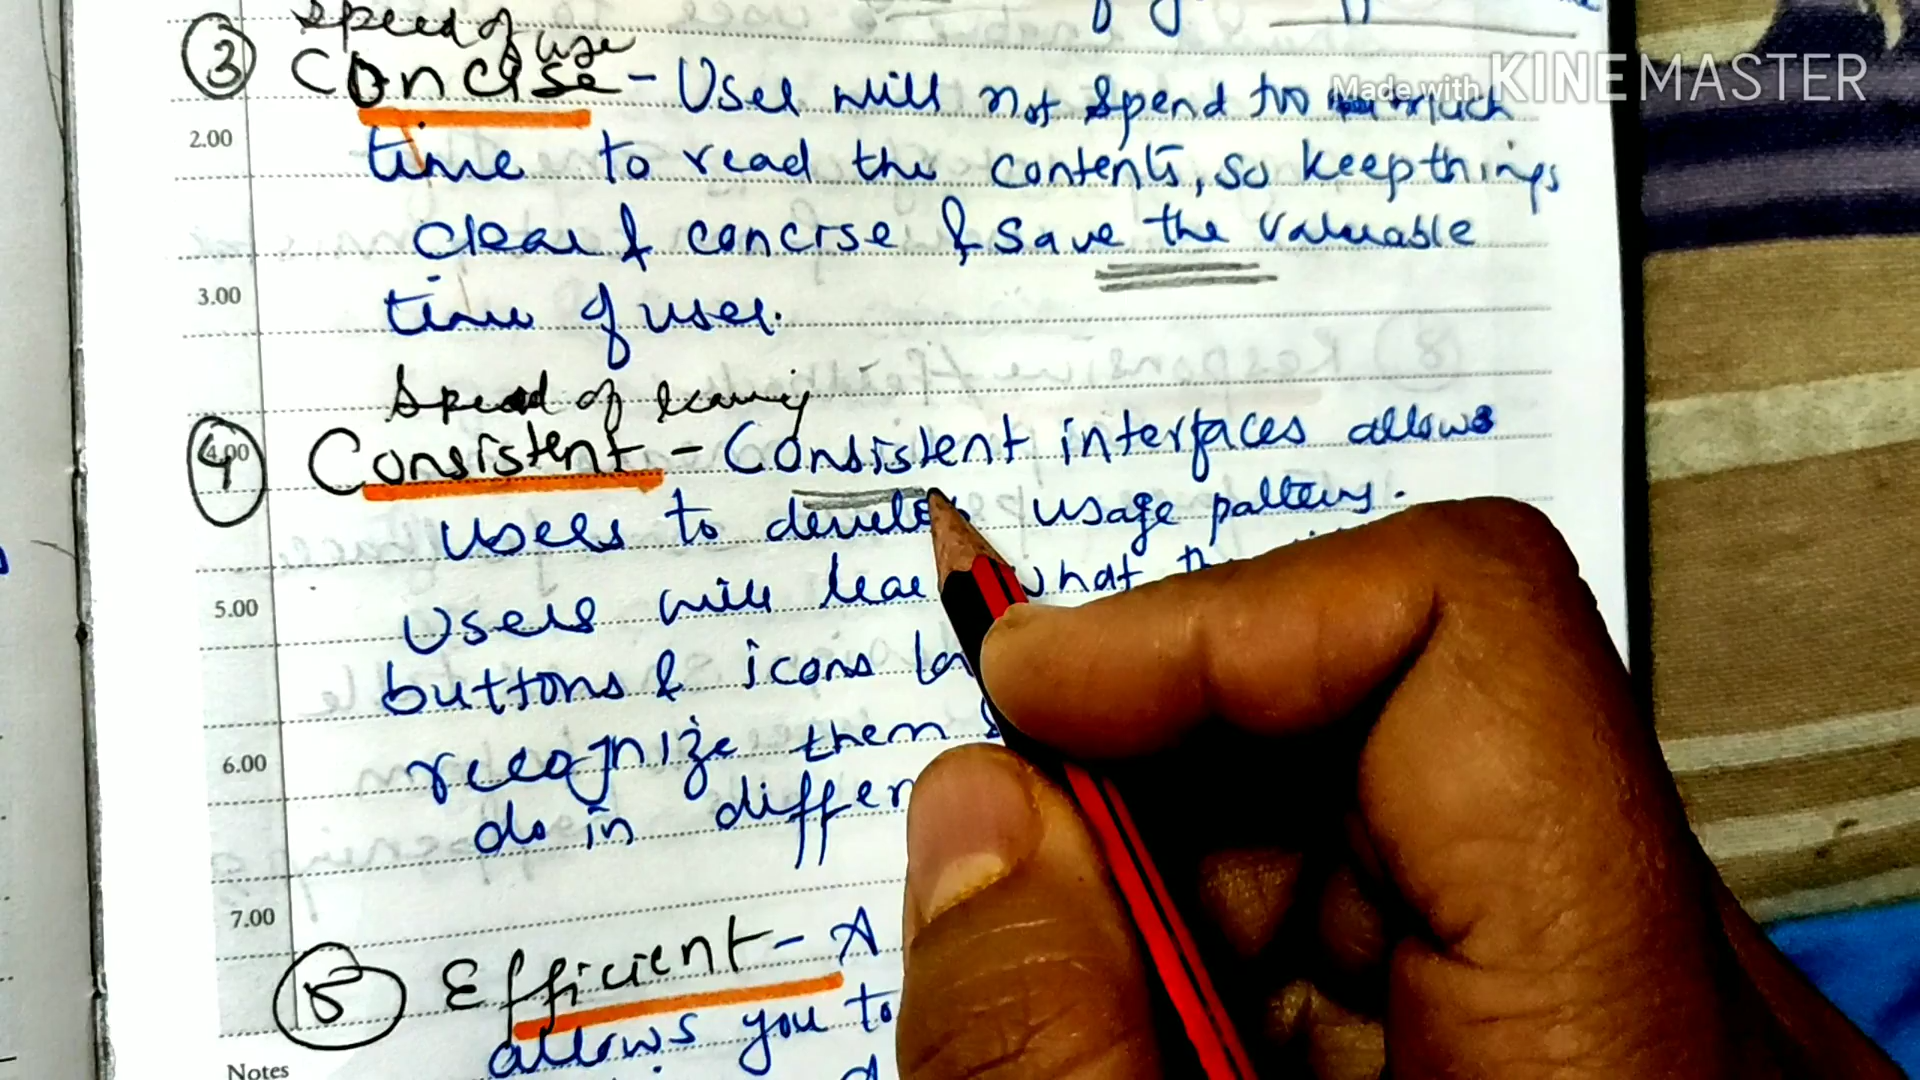 Speed of use
③ Concise - User will not spend too much
2.00
time to read the contents, so keep things
clear & concise & save the valuable
3.00
time of user.
Speed of learning
④ Consistent - Consistent interfaces allows
4.00
users to develop usage patterns.
5.00
Users will lear what
buttons & icons
recognize them
6.00
do in differ
7.00
⑤ Efficient - A
allows you to
Notes
Made with KINEMASTER